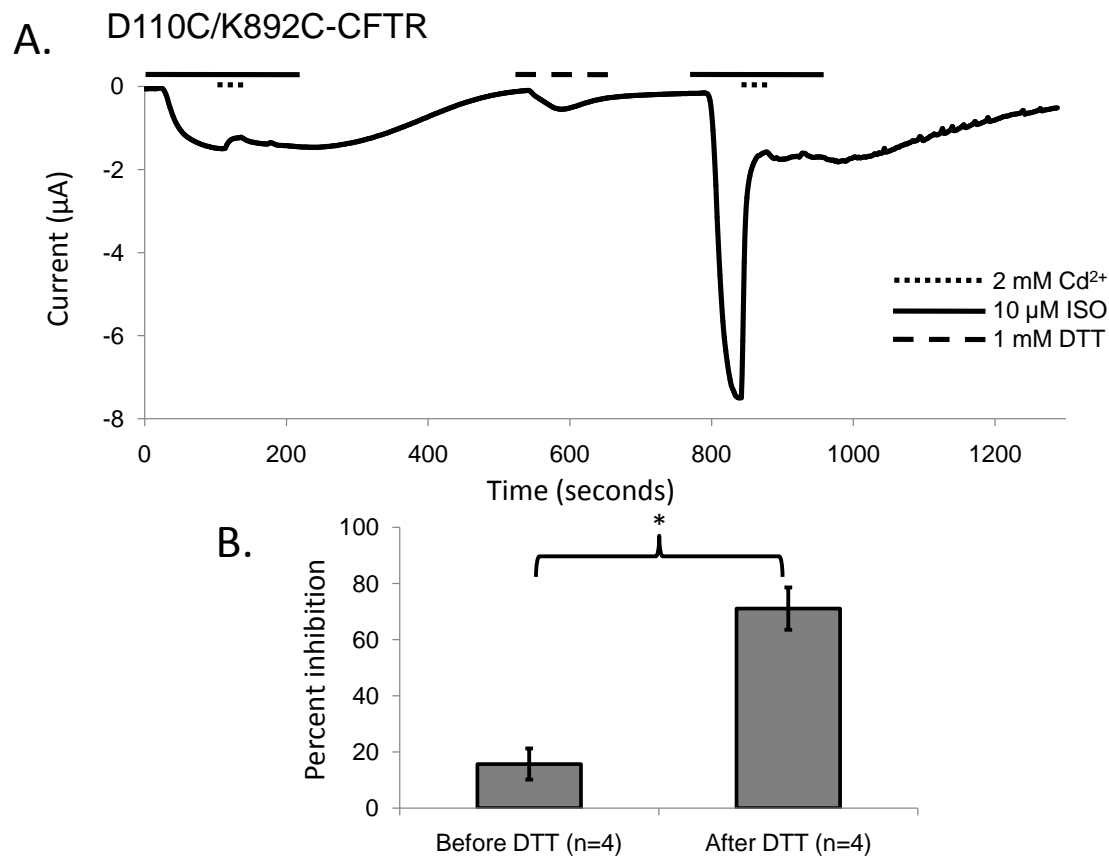 A.
D110C/K892C-CFTR
0
-2
-4
-6
-8
Current (µA)
0 200 400 600 800 1000 1200
Time (seconds)
2 mM Cd²⁺
10 µM ISO
1 mM DTT
B.
*
100
80
60
40
20
0
Percent inhibition
Before DTT (n=4) After DTT (n=4)